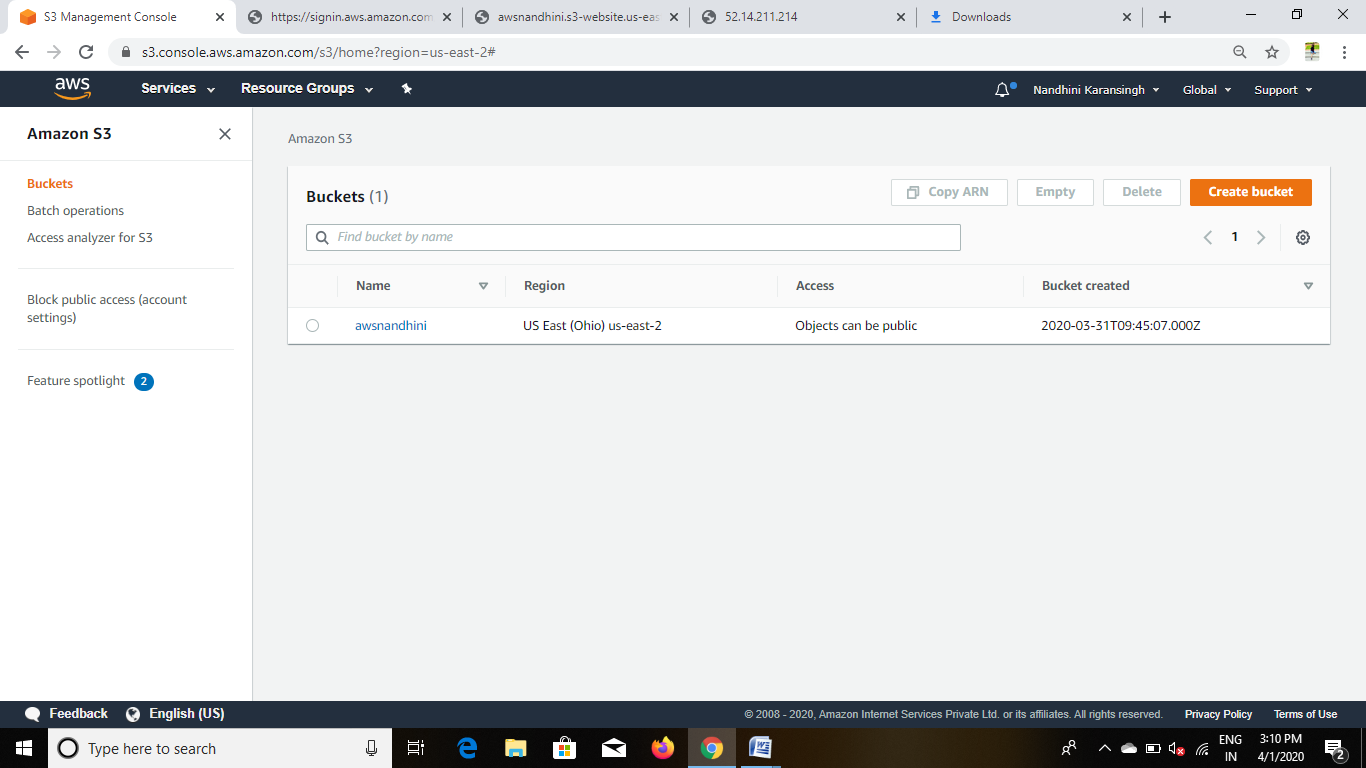 S3 Management Console
https://signin.aws.amazon.com
awsnandhini.s3-website.us-eas
52.14.211.214
Downloads
s3.console.aws.amazon.com/s3/home?region=us-east-2#
aws Services Resource Groups Nandhini Karansingh Global Support
Amazon S3
Buckets
Batch operations
Access analyzer for S3
Block public access (account
settings)
Feature spotlight 2
Amazon S3
Buckets (1) Copy ARN Empty Delete Create bucket
Find bucket by name 1
Name Region Access Bucket created
awsnandhini US East (Ohio) us-east-2 Objects can be public 2020-03-31T09:45:07.000Z
Feedback English (US) © 2008 - 2020, Amazon Internet Services Private Ltd. or its affiliates. All rights reserved. Privacy Policy Terms of Use
Type here to search
ENG
IN
3:10 PM
4/1/2020
2